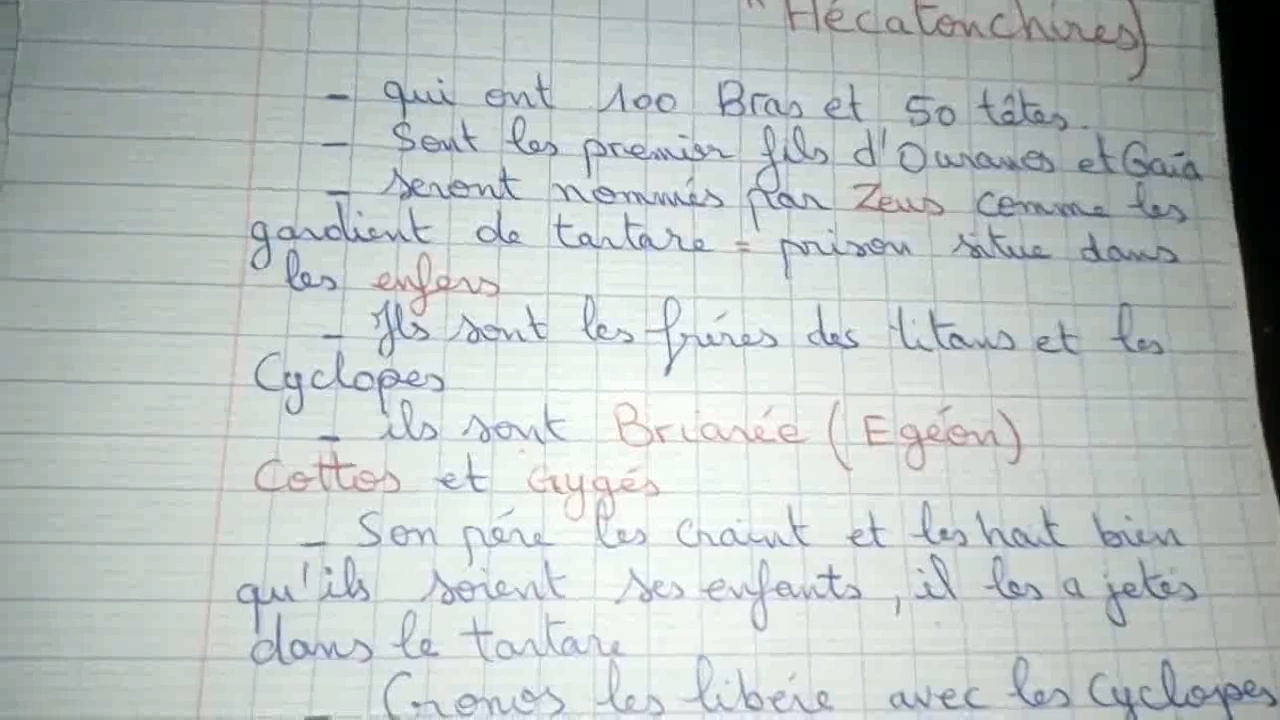 " Hécatonchires)
- qui ont 100 Bras et 50 têtes.
- Sont les premier fils d'Ouranos et Gaïa
- seront nommés par Zeus comme les
gardient de tartare = prison situe dans
les enfers
- Ils sont les fréres des titans et les
Cyclopes
- ils sont Briarée (Egéon)
Cottos et Gygés
- Son pére les craint et les hait bien
qu'ils soient ses enfants, il les a jetés
dans le tartare
- Cronos les libére avec les Cyclopes